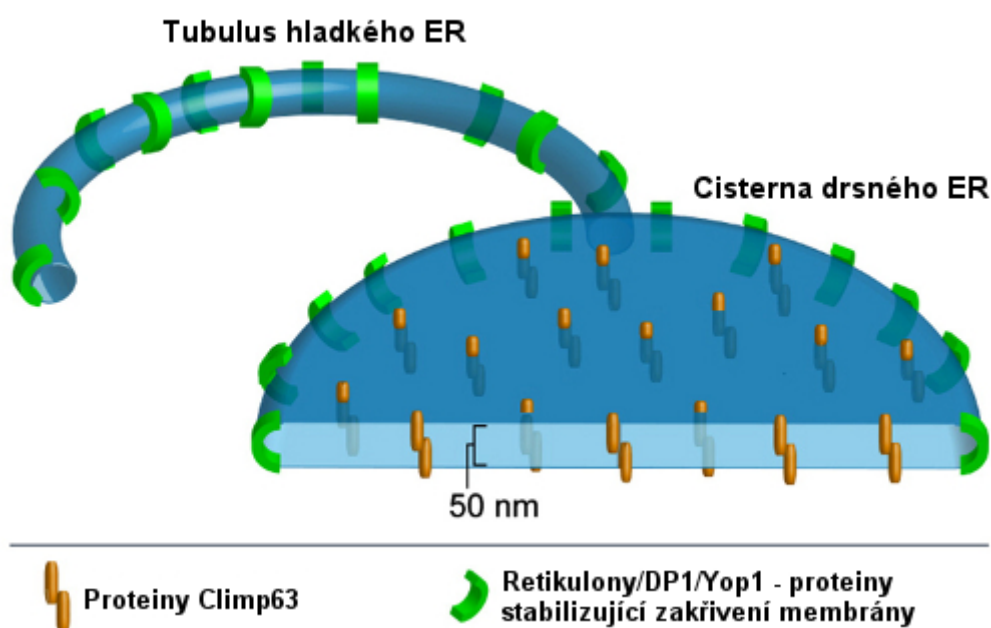 Tubulus hladkého ER
Cisterna drsného ER
50 nm
Proteiny Climp63
Retikulony/DP1/Yop1 - proteiny
stabilizující zakřivení membrány